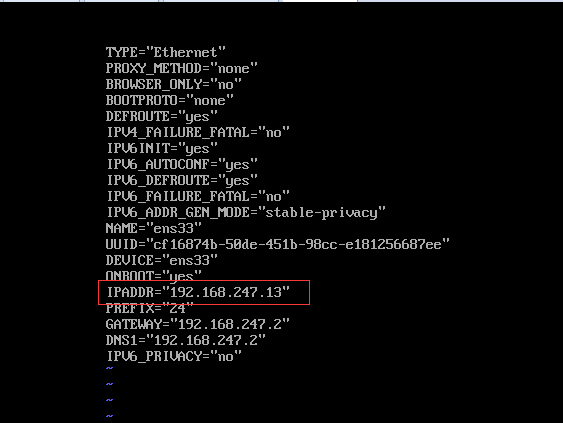 TYPE="Ethernet"
PROXY_METHOD="none"
BROWSER_ONLY="no"
BOOTPROTO="none"
DEFROUTE="yes"
IPV4_FAILURE_FATAL="no"
IPV6INIT="yes"
IPV6_AUTOCONF="yes"
IPV6_DEFROUTE="yes"
IPV6_FAILURE_FATAL="no"
IPV6_ADDR_GEN_MODE="stable-privacy"
NAME="ens33"
UUID="cf16874b-50de-451b-98cc-e181256687ee"
DEVICE="ens33"
ONBOOT="yes"
IPADDR="192.168.247.13"
PREFIX="24"
GATEWAY="192.168.247.2"
DNS1="192.168.247.2"
IPV6_PRIVACY="no"
~
~
~
~